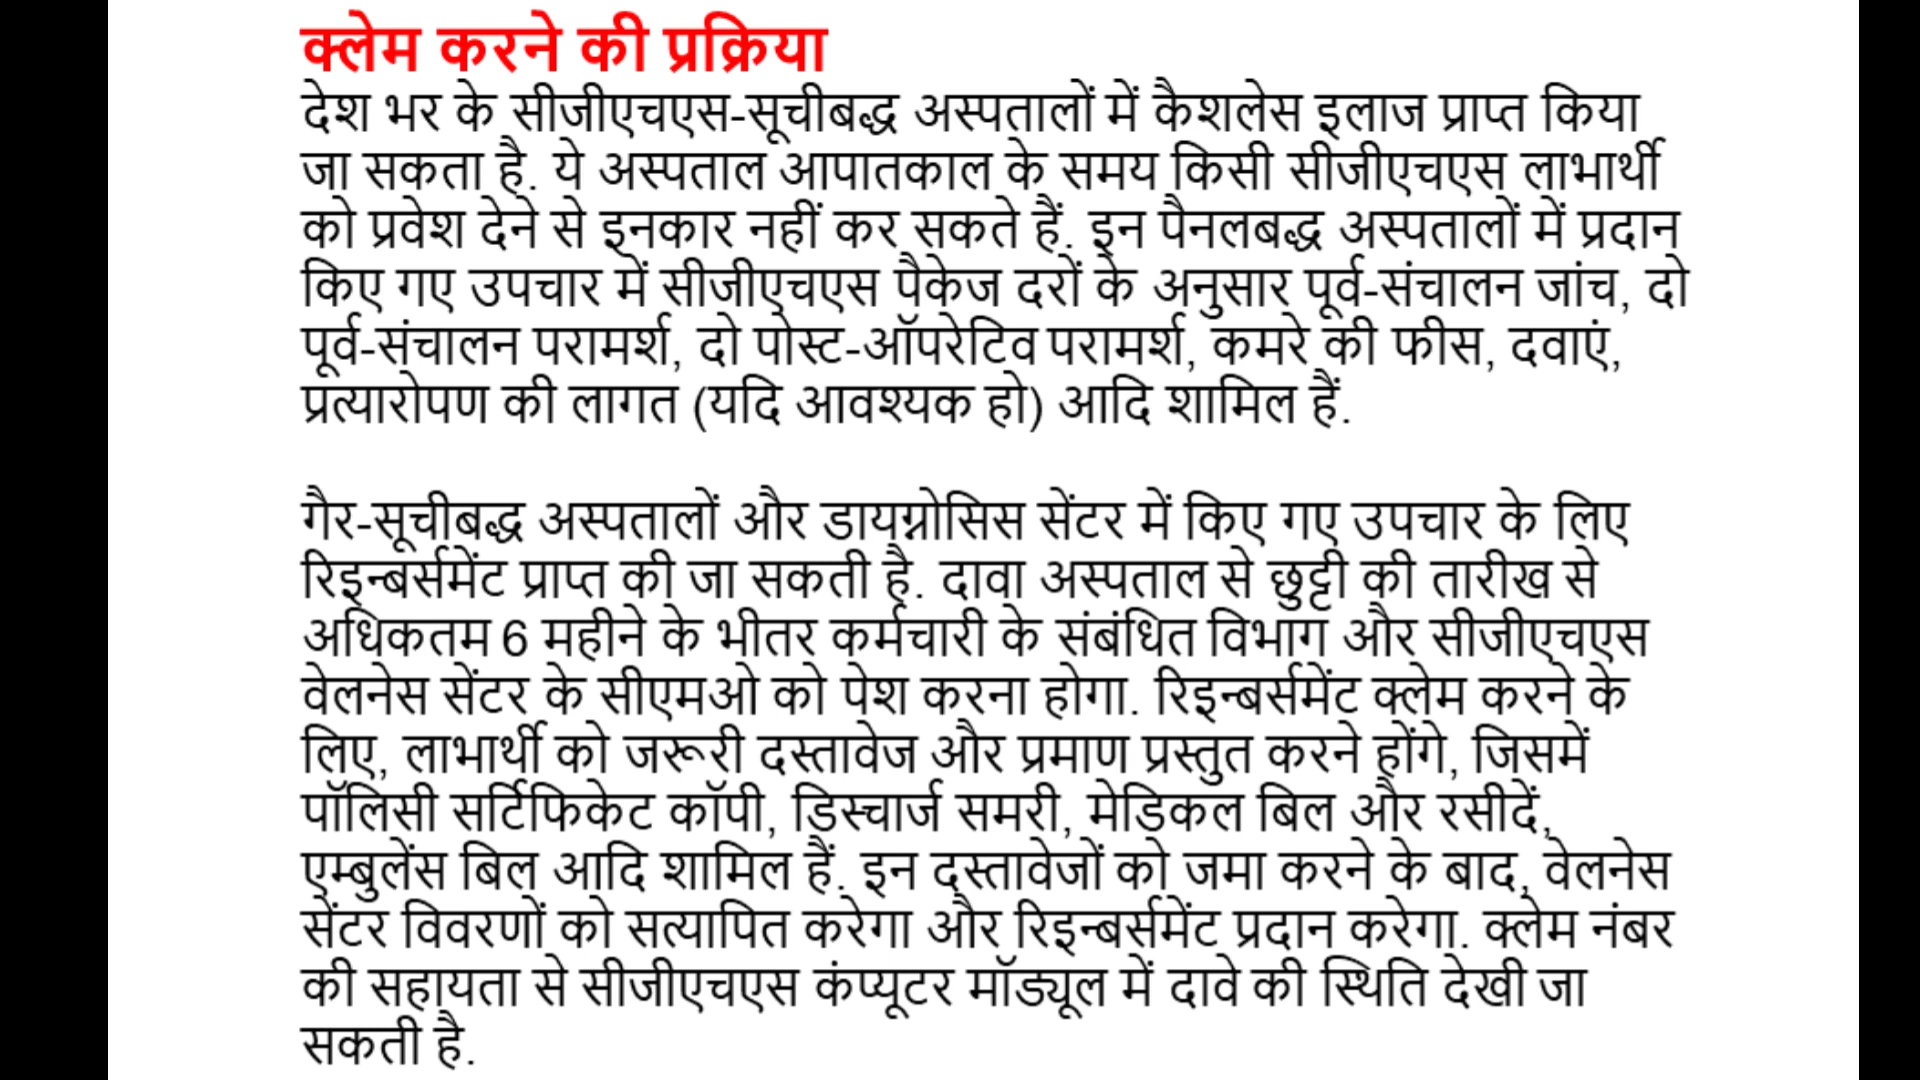 क्लेम करने की प्रक्रिया
देश भर के सीजीएचएस-सूचीबद्ध अस्पतालों में कैशलेस इलाज प्राप्त किया
जा सकता है. ये अस्पताल आपातकाल के समय किसी सीजीएचएस लाभार्थी
को प्रवेश देने से इनकार नहीं कर सकते हैं. इन पैनलबद्ध अस्पतालों में प्रदान
किए गए उपचार में सीजीएचएस पैकेज दरों के अनुसार पूर्व-संचालन जांच, दो
पूर्व-संचालन परामर्श, दो पोस्ट-ऑपरेटिव परामर्श, कमरे की फीस, दवाएं,
प्रत्यारोपण की लागत (यदि आवश्यक हो) आदि शामिल हैं.
गैर-सूचीबद्ध अस्पतालों और डायग्नोसिस सेंटर में किए गए उपचार के लिए
रिइन्बर्समेंट प्राप्त की जा सकती है. दावा अस्पताल से छुट्टी की तारीख से
अधिकतम 6 महीने के भीतर कर्मचारी के संबंधित विभाग और सीजीएचएस
वेलनेस सेंटर के सीएमओ को पेश करना होगा. रिइन्बर्समेंट क्लेम करने के
लिए, लाभार्थी को जरूरी दस्तावेज और प्रमाण प्रस्तुत करने होंगे, जिसमें
पॉलिसी सर्टिफिकेट कॉपी, डिस्चार्ज समरी, मेडिकल बिल और रसीदें,
एम्बुलेंस बिल आदि शामिल हैं. इन दस्तावेजों को जमा करने के बाद, वेलनेस
सेंटर विवरणों को सत्यापित करेगा और रिइन्बर्समेंट प्रदान करेगा. क्लेम नंबर
की सहायता से सीजीएचएस कंप्यूटर मॉड्यूल में दावे की स्थिति देखी जा
सकती है.